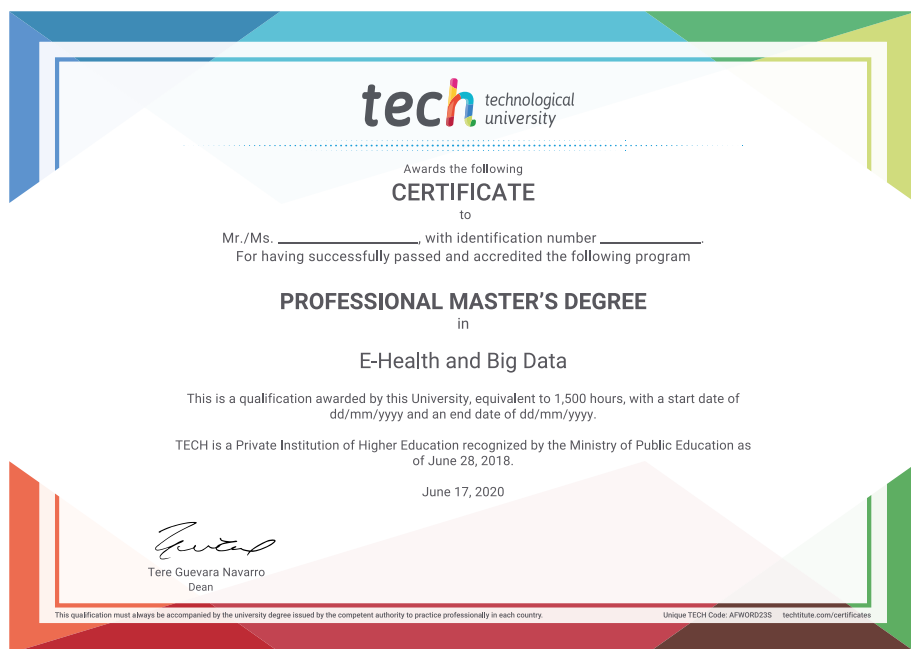 tech technological
university
Awards the following
CERTIFICATE
to
Mr./Ms. ____________________, with identification number ______________.
For having successfully passed and accredited the following program
PROFESSIONAL MASTER'S DEGREE
in
E-Health and Big Data
This is a qualification awarded by this University, equivalent to 1,500 hours, with a start date of
dd/mm/yyyy and an end date of dd/mm/yyyy.
TECH is a Private Institution of Higher Education recognized by the Ministry of Public Education as
of June 28, 2018.
June 17, 2020
Tere Guevara Navarro
Dean
This qualification must always be accompanied by the university degree issued by the competent authority to practice professionally in each country.
Unique TECH Code: AFWORD23S techtitute.com/certificates